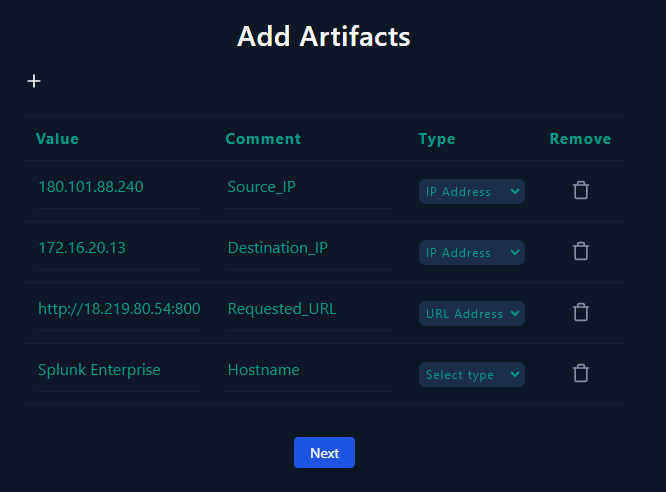 Add Artifacts
+
Value Comment Type Remove
180.101.88.240 Source_IP IP Address
172.16.20.13 Destination_IP IP Address
http://18.219.80.54:800 Requested_URL URL Address
Splunk Enterprise Hostname Select type
Next